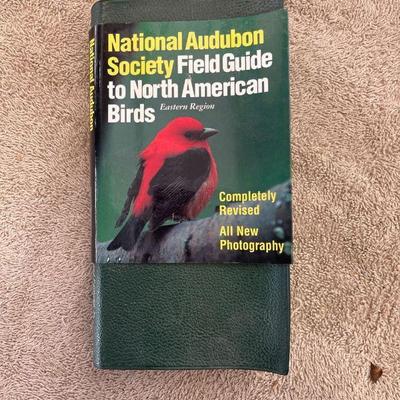 National Audubon
National Audubon
Society Field Guide
to North American
Birds Eastern Region
Completely
Revised
All New
Photography